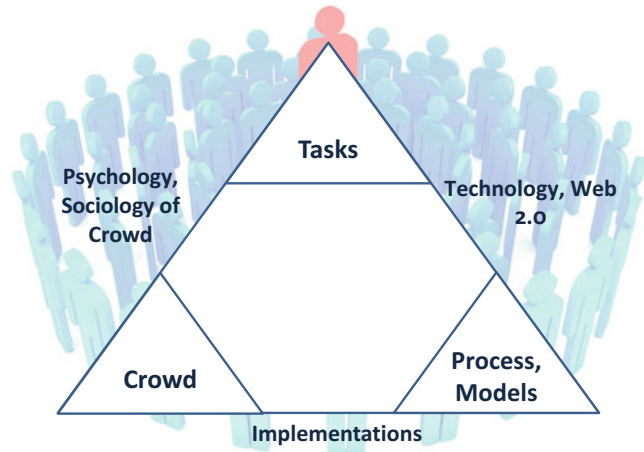 Tasks
Psychology,
Sociology of
Crowd
Technology, Web
2.0
Crowd
Process,
Models
Implementations